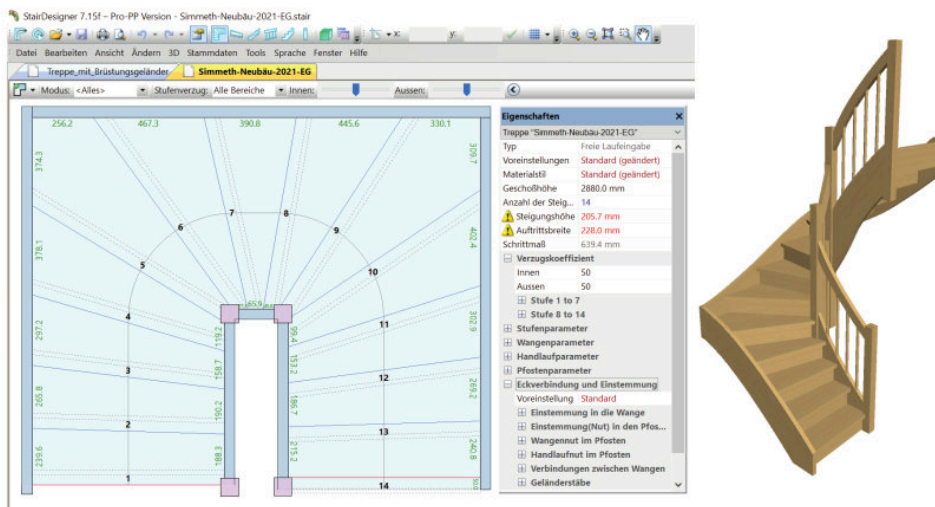 StairDesigner 7.15f – Pro-PP Version - Simmeth-Neubäu-2021-EG.stair
x: y:
Datei Bearbeiten Ansicht Ändern 3D Stammdaten Tools Sprache Fenster Hilfe
Treppe_mit_Brüstungsgeländer Simmeth-Neubäu-2021-EG
Modus: <Alles> Stufenverzug: Alle Bereiche Innen: Aussen:
256.2 467.3 390.8 445.6 330.1
374.3
378.1
297.2
265.8
239.6
309.7
402.4
302.9
269.2
240.8
119.2
158.7
190.2
188.3
65.9
99.4
153.2
186.7
215.2
1
2
3
4
5
6
7
8
9
10
11
12
13
14
Eigenschaften
Treppe "Simmeth-Neubäu-2021-EG"
Typ Freie Laufeingabe
Voreinstellungen Standard (geändert)
Materialstil Standard (geändert)
Geschoßhöhe 2880.0 mm
Anzahl der Steig... 14
Steigungshöhe 205.7 mm
Auftrittsbreite 228.0 mm
Schrittmaß 639.4 mm
Verzugskoeffizient
Innen 50
Aussen 50
Stufe 1 to 7
Stufe 8 to 14
Stufenparameter
Wangenparameter
Handlaufparameter
Pfostenparameter
Eckverbindung und Einstemmung
Voreinstellung Standard
Einstemmung in die Wange
Einstemmung(Nut) in den Pfos...
Wangennut im Pfosten
Handlaufnut im Pfosten
Verbindungen zwischen Wangen
Geländerstäbe